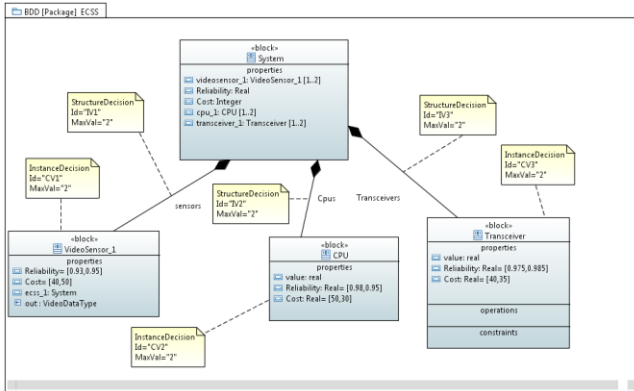 BDD [Package] ECSS
«block»
System
properties
videosensor_1: VideoSensor_1 [1..2]
Reliability: Real
Cost: Integer
cpu_1: CPU [1..2]
transceiver_1: Transceiver [1..2]
StructureDecision
Id="IV1"
MaxVal="2"
StructureDecision
Id="IV3"
MaxVal="2"
InstanceDecision
Id="CV1"
MaxVal="2"
StructureDecision
Id="IV2"
MaxVal="2"
InstanceDecision
Id="CV3"
MaxVal="2"
sensors
Cpus
Transceivers
«block»
VideoSensor_1
properties
Reliability= [0.93,0.95]
Cost= [40,50]
ecss_1: System
out : VideoDataType
«block»
CPU
properties
value: real
Reliability: Real= [0.98,0.95]
Cost: Real= [50,30]
«block»
Transceiver
properties
value: real
Reliability: Real= [0.975,0.985]
Cost: Real= [40,35]
operations
constraints
InstanceDecision
Id="CV2"
MaxVal="2"